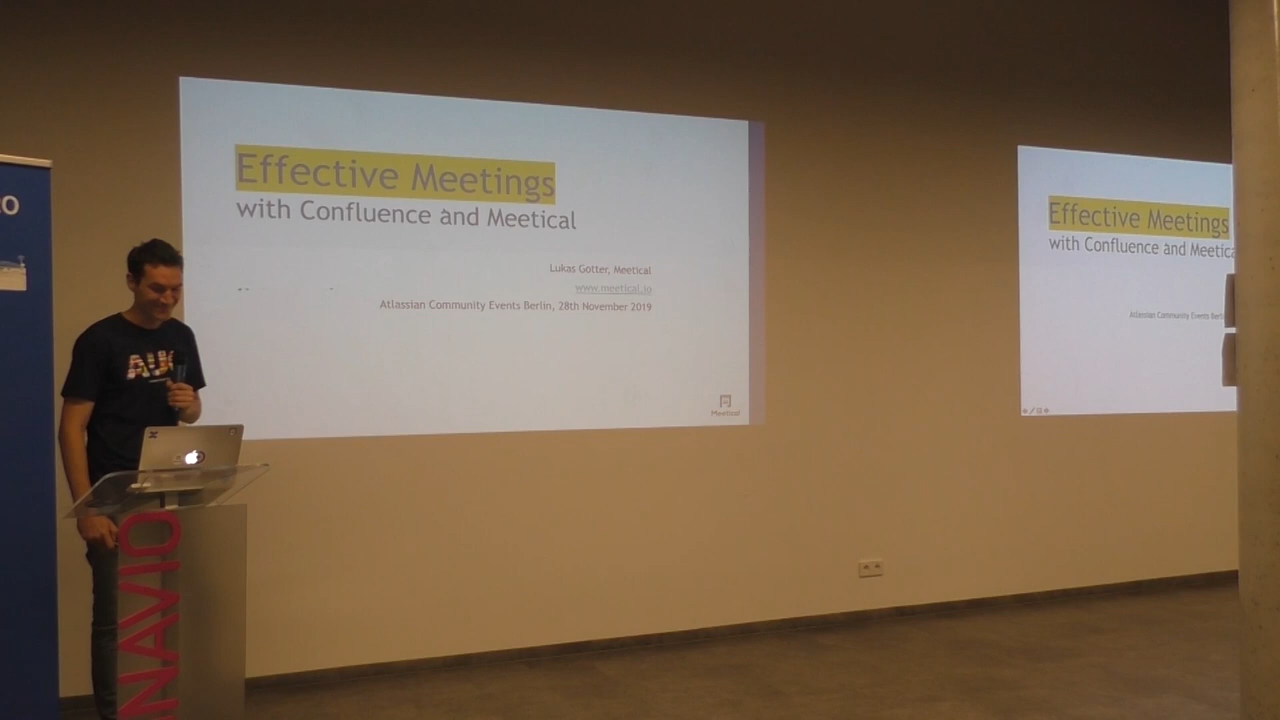 Effective Meetings
with Confluence and Meetical
Lukas Gotter, Meetical
www.meetical.io
Atlassian Community Events Berlin, 28th November 2019
Meetical
Effective Meetings
with Confluence and Meetica
Atlassian Community Events Berli
NAVIO